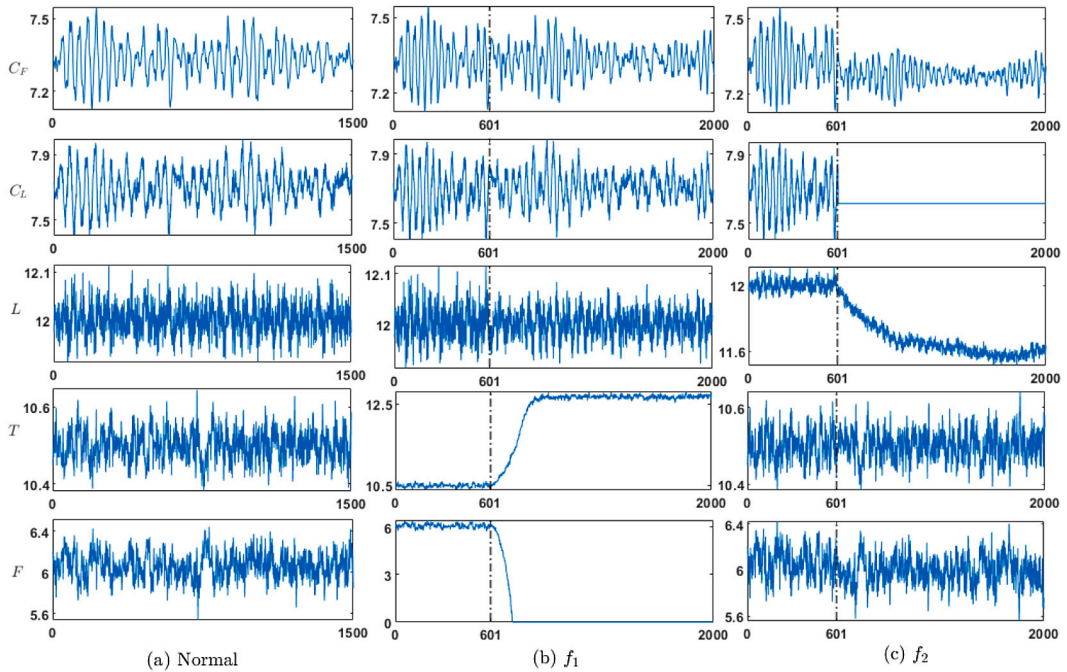 C_F 7.5 7.2 0 1500
7.5 7.2 0 601 2000
7.5 7.2 0 601 2000
C_L 7.9 7.5 0 1500
7.9 7.5 0 601 2000
7.9 7.5 0 601 2000
L 12.1 12 0 1500
12.1 12 0 601 2000
12 11.6 0 601 2000
T 10.6 10.4 0 1500
12.5 10.5 0 601 2000
10.6 10.4 0 601 2000
F 6.4 6 5.6 0 1500
6 3 0 0 601 2000
6.4 6 5.6 0 601 2000
(a) Normal
(b) f₁
(c) f₂